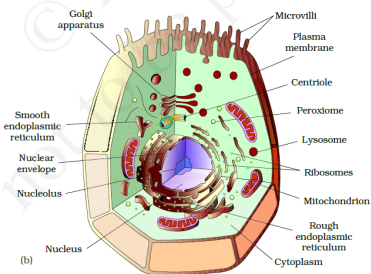 Golgi
apparatus
Microvilli
Plasma
membrane
Centriole
Peroxiome
Smooth
endoplasmic
reticulum
Lysosome
Nuclear
envelope
Ribosomes
Nucleolus
Mitochondrion
Rough
endoplasmic
reticulum
Nucleus
Cytoplasm
(b)